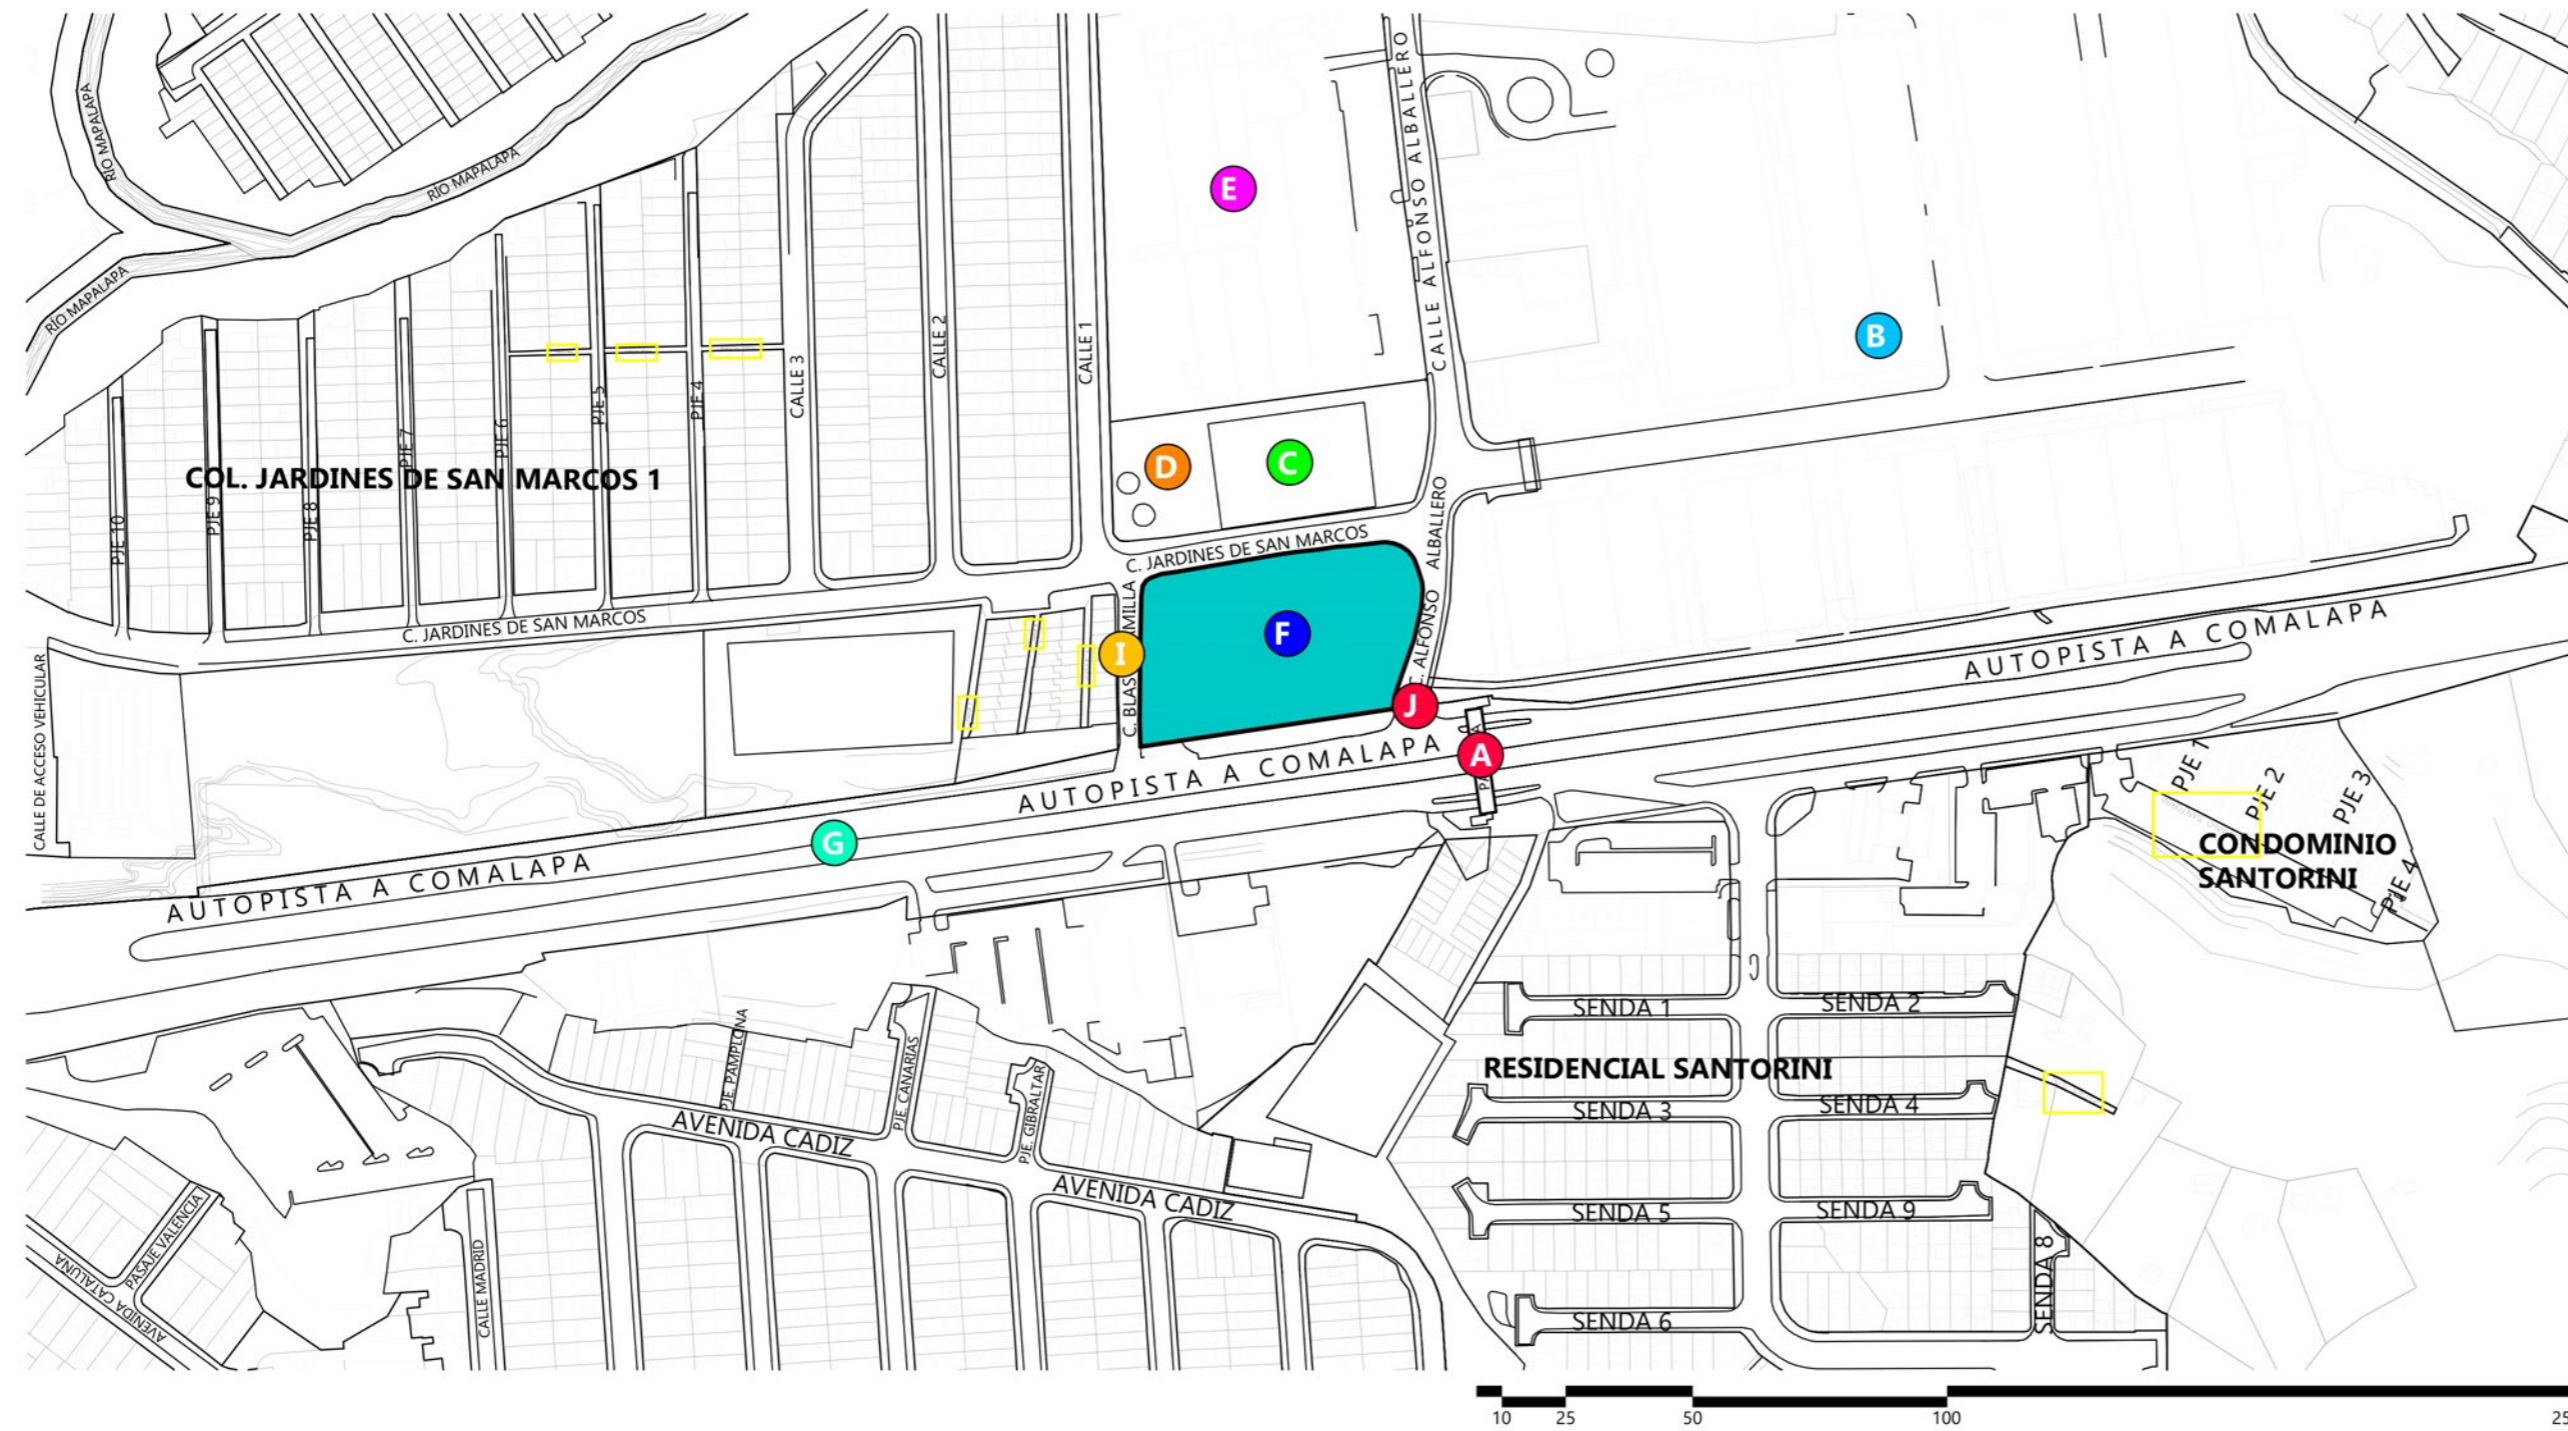 RÍO MAPALAPA
RÍO MAPALAPA
RÍO MAPALAPA
COL. JARDINES DE SAN MARCOS 1
PJE 10
PJE 9
PJE 8
PJE 7
PJE 6
PJE 5
PJE 4
CALLE 3
CALLE 2
CALLE 1
C. JARDINES DE SAN MARCOS
C. JARDINES DE SAN MARCOS
CALLE ALFONSO ALBALLERO
ALBALLERO
C. ALFONSO ALBALLERO
E
B
D
C
F
I
J
A
G
C. BLAS
MILLA
CALLE DE ACCESO VEHICULAR
AUTOPISTA A COMALAPA
AUTOPISTA A COMALAPA
AUTOPISTA A COMALAPA
PJE 1
PJE 2
PJE 3
PJE 4
CONDOMINIO
SANTORINI
RESIDENCIAL SANTORINI
SENDA 1
SENDA 2
SENDA 3
SENDA 4
SENDA 5
SENDA 9
SENDA 6
SENDA 8
PJE PAMPLONA
PJE. CANARIAS
PJE. GIBRALTAR
AVENIDA CADIZ
AVENIDA CADIZ
PASAJE VALENCIA
AVENIDA CATALUNA
CALLE MADRID
10 25 50 100